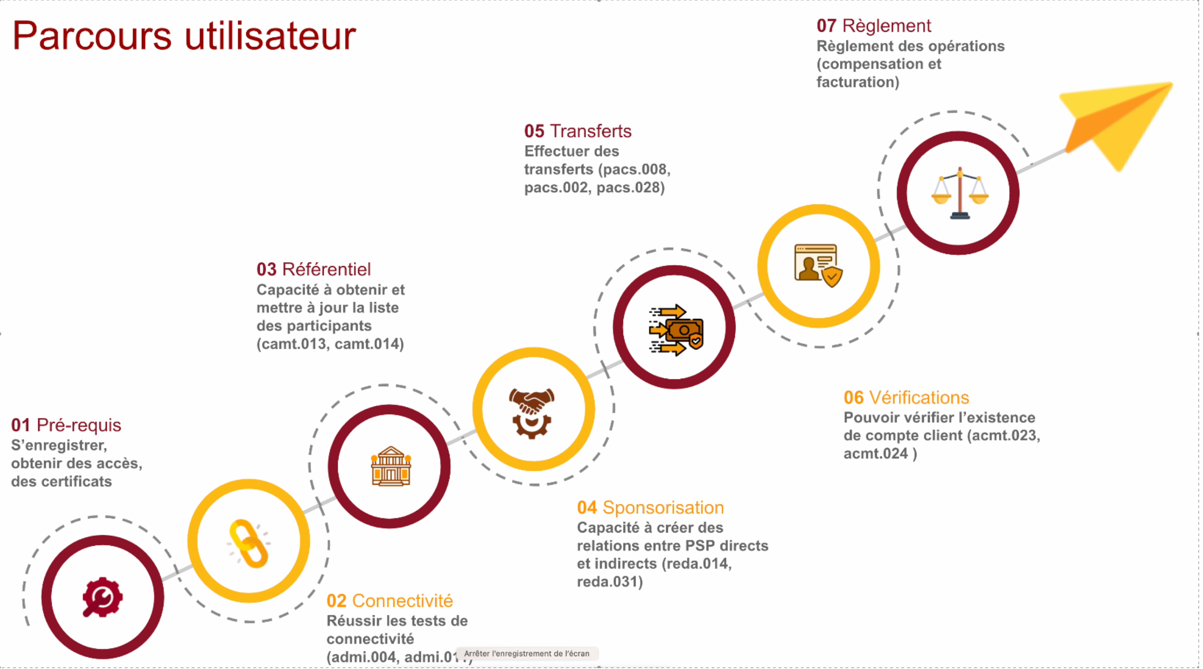 Parcours utilisateur
01 Pré-requis
S'enregistrer,
obtenir des accès,
des certificats
02 Connectivité
Réussir les tests de
connectivité
(admi.004,
03 Référentiel
Capacité à obtenir et
mettre à jour la liste
des participants
(camt.013, camt.014)
04 Sponsorisation
Capacité à créer des
relations entre PSP directs
et indirects (reda.014,
reda.031)
05 Transferts
Effectuer des
transferts (pacs.008,
pacs.002, pacs.028)
06 Vérifications
Pouvoir vérifier l'existence
de compte client (acmt.023,
acmt.024 )
07 Règlement
Règlement des opérations
(compensation et
facturation)
Arrêter l'enregistrement de l'écran